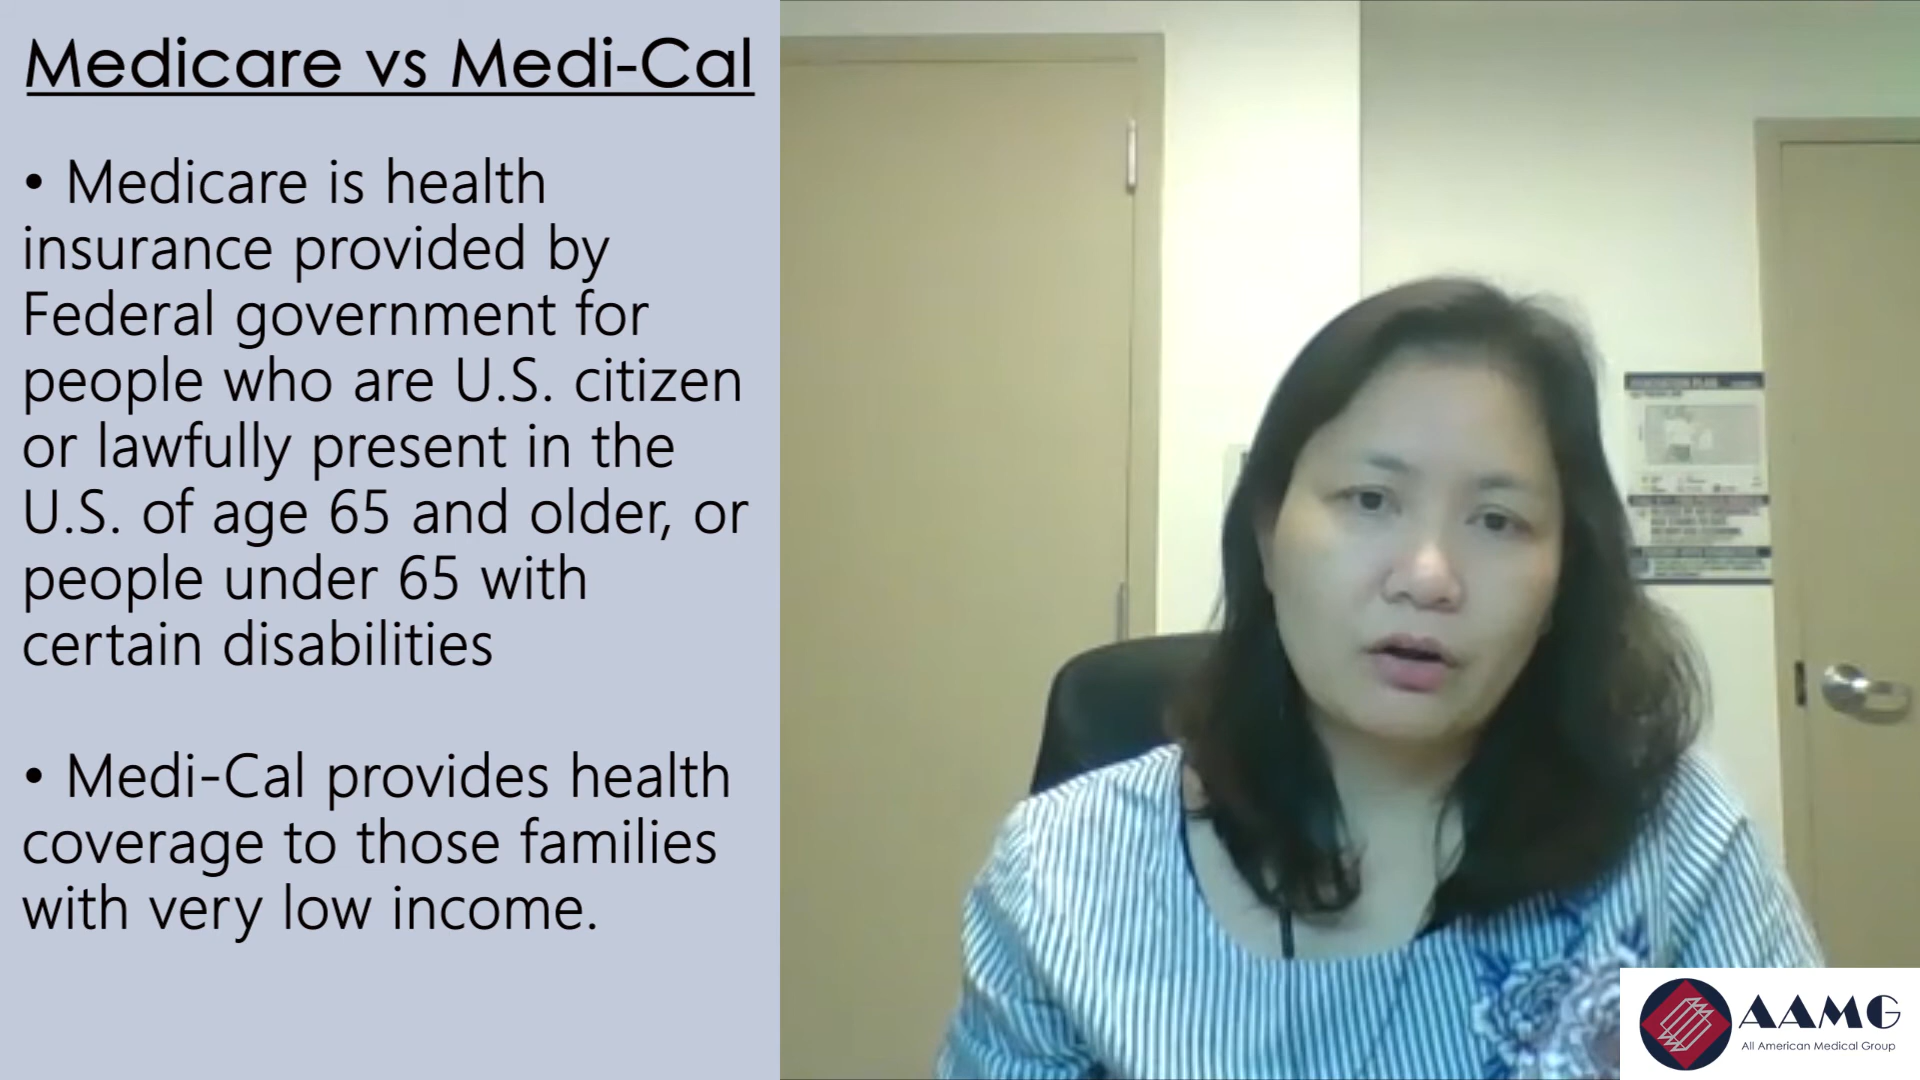 Medicare vs Medi-Cal
• Medicare is health
insurance provided by
Federal government for
people who are U.S. citizen
or lawfully present in the
U.S. of age 65 and older, or
people under 65 with
certain disabilities
• Medi-Cal provides health
coverage to those families
with very low income.
AAMG
All American Medical Group